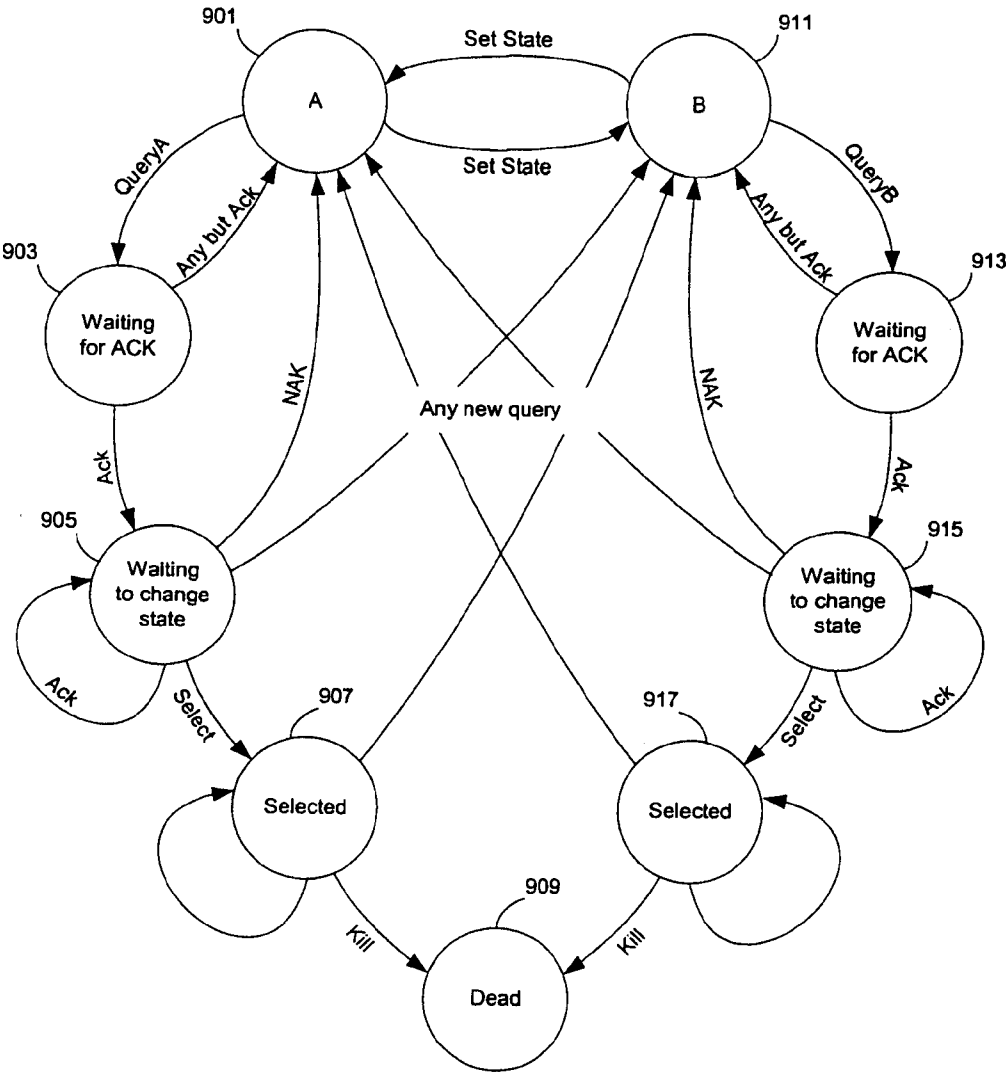 901
911
Set State
A
B
Set State
QueryA
QueryB
Any but Ack
Any but Ack
903
913
Waiting
for ACK
Waiting
for ACK
NAK
NAK
Any new query
Ack
Ack
905
915
Waiting
to change
state
Waiting
to change
state
Ack
Select
907
917
Select
Ack
Selected
Selected
909
Kill
Kill
Dead